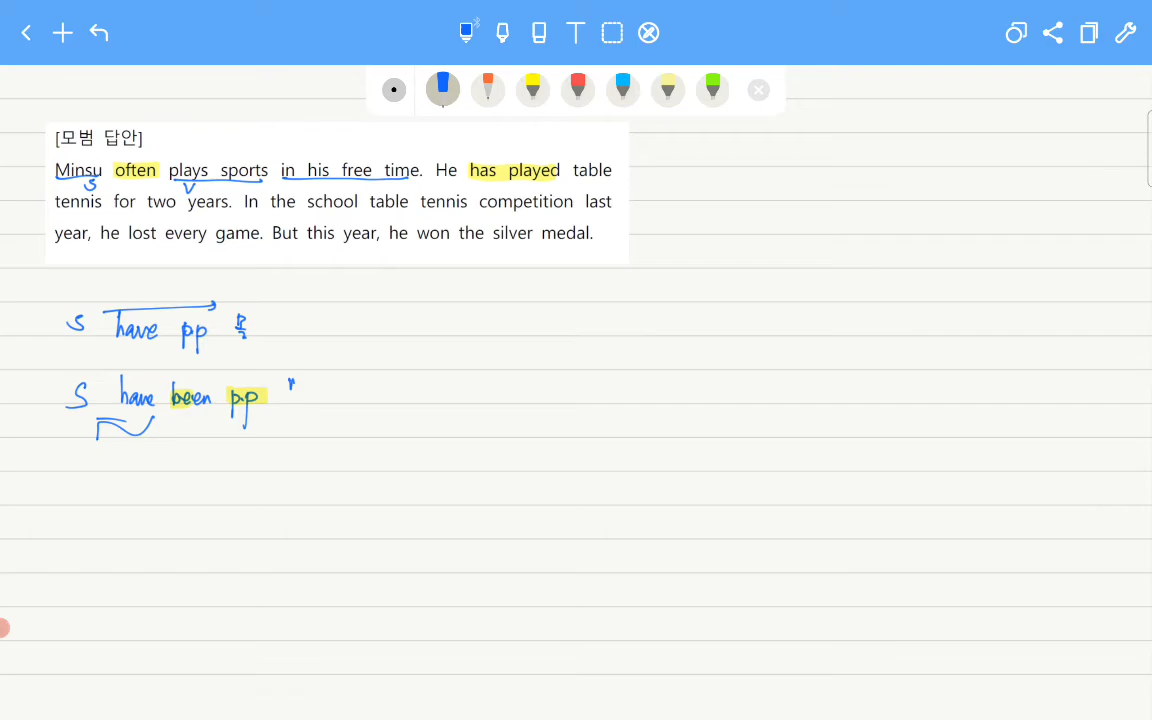 [모범 답안]
Minsu often plays sports in his free time. He has played table
tennis for two years. In the school table tennis competition last
year, he lost every game. But this year, he won the silver medal.
S V
S have pp 목
S have been pp